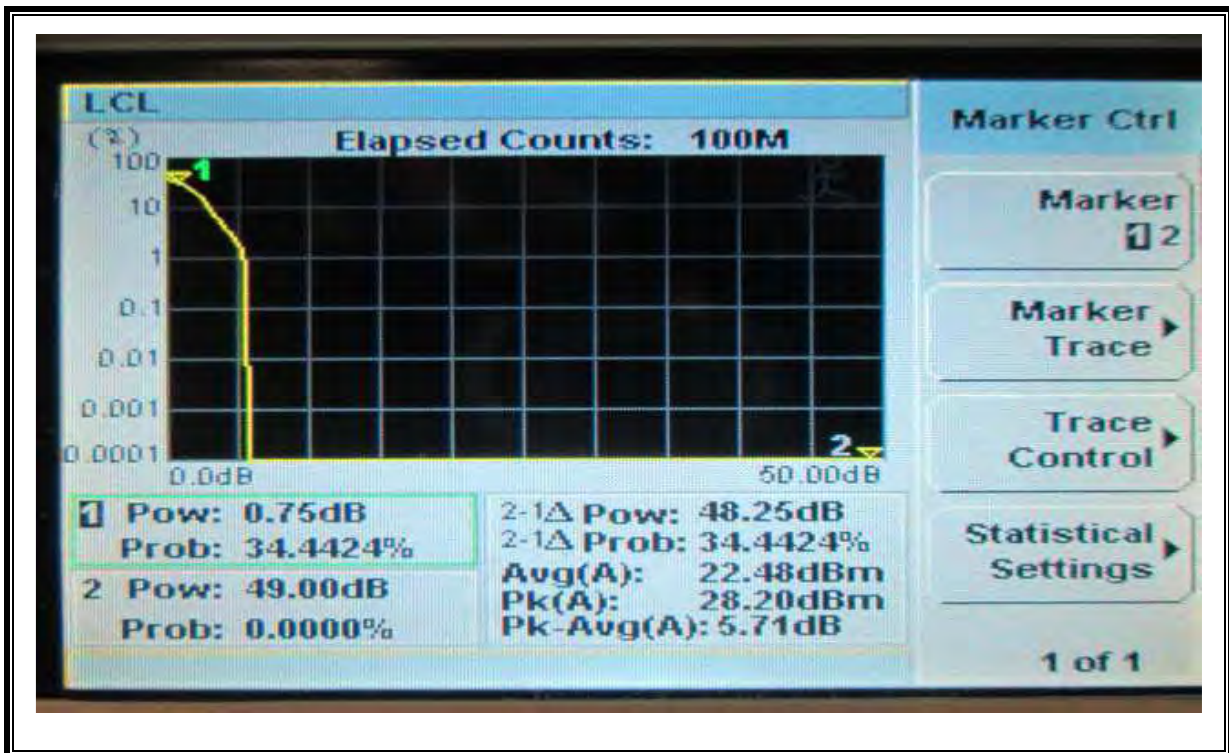 LCL
(%)
Elapsed Counts: 100M
100
10
1
0.1
0.01
0.001
0.0001
1
2
0.0dB
50.00dB
1 Pow: 0.75dB
Prob: 34.4424%
2 Pow: 49.00dB
Prob: 0.0000%
2-1Δ Pow: 48.25dB
2-1Δ Prob: 34.4424%
Avg(A): 22.48dBm
Pk(A): 28.20dBm
Pk-Avg(A): 5.71dB
Marker Ctrl
Marker
1 2
Marker
Trace
Trace
Control
Statistical
Settings
1 of 1